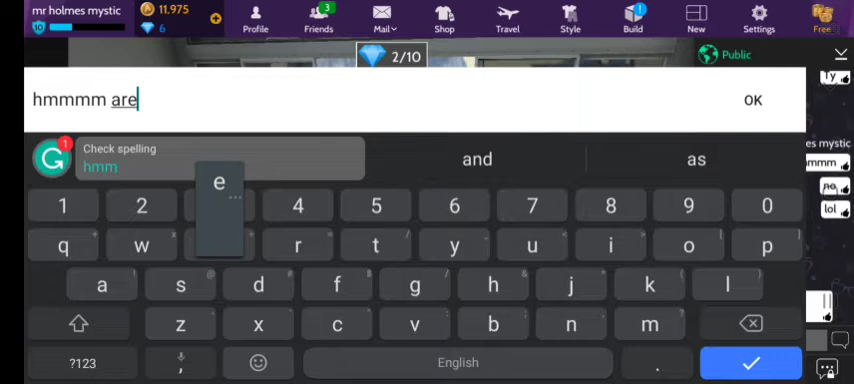 mr holmes mystic
10
11,975
6
Profile
3
Friends
Mail
Shop
Travel
Style
!
Build
New
Settings
Free
2/10
Public
Ty
hmmmm are
OK
1
G
Check spelling
hmm
and
as
es mystic
mmm
no
lol
e
...
1 2 4 5 6 7 8 9 0
q w r t y u i o p
a s d f g h j k l
z x c v b n m
?123 , English .